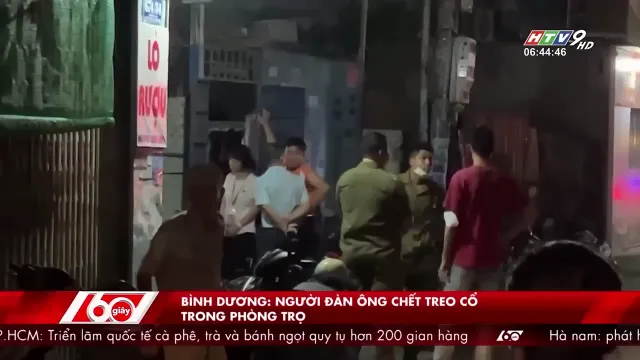 HTV9 HD
06:44:46
LÒ
RƯỢU
60 giây
BÌNH DƯƠNG: NGƯỜI ĐÀN ÔNG CHẾT TREO CỔ
TRONG PHÒNG TRỌ
P.HCM: Triển lãm quốc tế cà phê, trà và bánh ngọt quy tụ hơn 200 gian hàng
60
Hà nam: phát